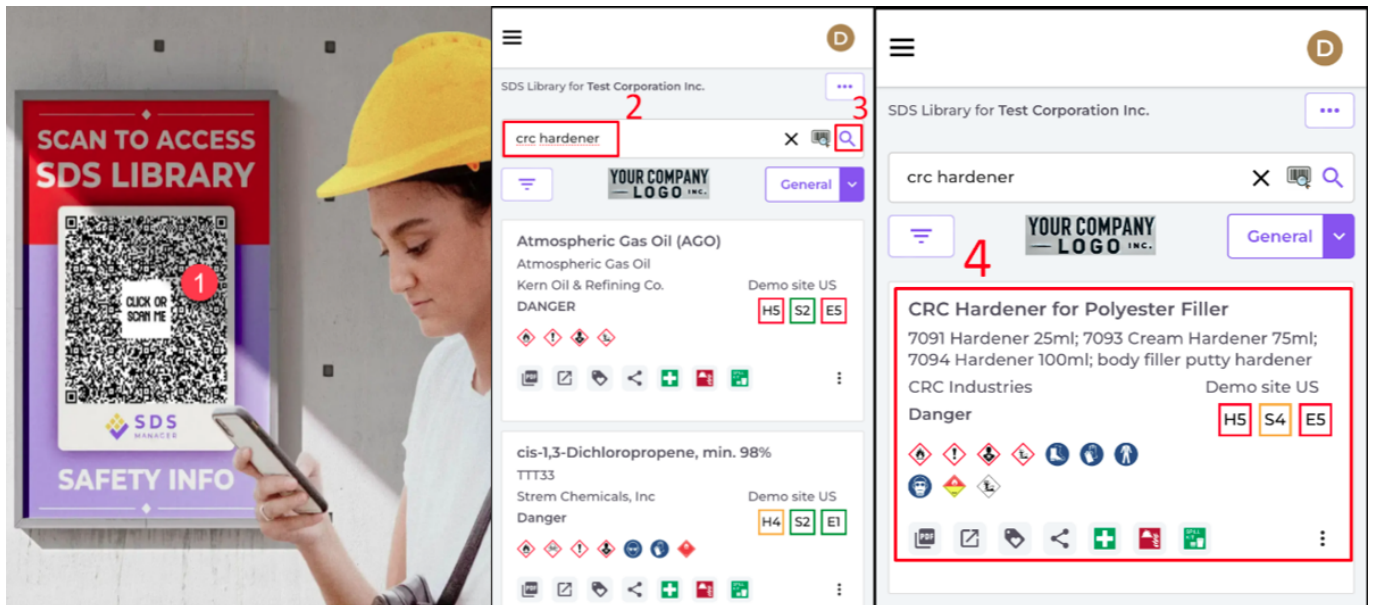 SCAN TO ACCESS
SDS LIBRARY
1
CLICK OR
SCAN ME
SDS
MANAGER
SAFETY INFO
D
SDS Library for Test Corporation Inc.
2
3
crc hardener
YOUR COMPANY
LOGO INC.
General
Atmospheric Gas Oil (AGO)
Atmospheric Gas Oil
Kern Oil & Refining Co. Demo site US
DANGER H5 S2 E5
PDF
cis-1,3-Dichloropropene, min. 98%
TTT33
Strem Chemicals, Inc Demo site US
Danger H4 S2 E1
PDF
D
SDS Library for Test Corporation Inc.
crc hardener
YOUR COMPANY
LOGO INC.
General
4
CRC Hardener for Polyester Filler
7091 Hardener 25ml; 7093 Cream Hardener 75ml;
7094 Hardener 100ml; body filler putty hardener
CRC Industries Demo site US
Danger H5 S4 E5
PDF